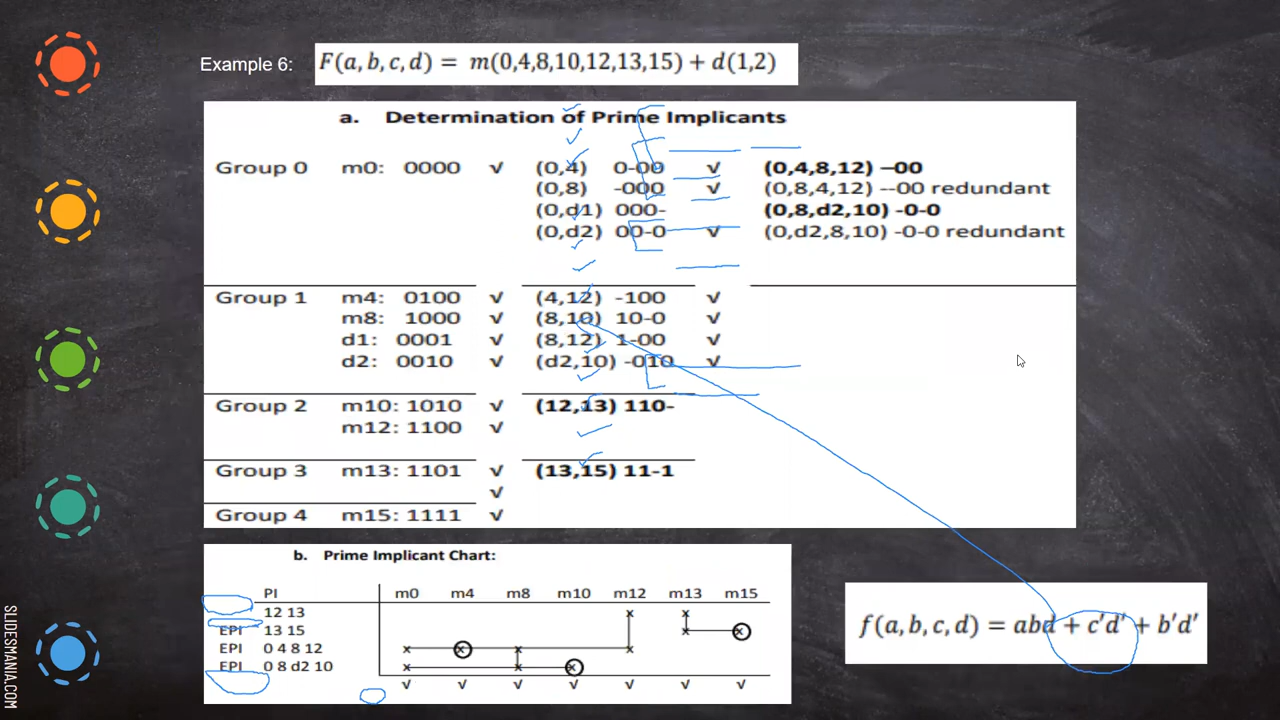 Example 6: F(a, b, c, d) = m(0,4,8,10,12,13,15) + d(1,2)
a. Determination of Prime Implicants
Group 0 m0: 0000 √ (0,4) 0-00 √ (0,4,8,12) --00
(0,8) -000 √ (0,8,4,12) --00 redundant
(0,d1) 000- (0,8,d2,10) -0-0
(0,d2) 00-0 √ (0,d2,8,10) -0-0 redundant
Group 1 m4: 0100 √ (4,12) -100 √
m8: 1000 √ (8,10) 10-0 √
d1: 0001 √ (8,12) 1-00 √
d2: 0010 √ (d2,10) -010 √
Group 2 m10: 1010 √ (12,13) 110-
m12: 1100 √
Group 3 m13: 1101 √ (13,15) 11-1
√
Group 4 m15: 1111 √
b. Prime Implicant Chart:
PI m0 m4 m8 m10 m12 m13 m15
12 13 x x
EPI 13 15 x x
EPI 0 4 8 12 x x x x
EPI 0 8 d2 10 x x x
√ √ √ √ √ √ √
f(a, b, c, d) = abd + c'd' + b'd'
SLIDESMANIA.COM